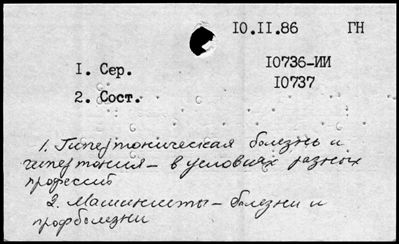 10.II.86 ГН
I. Сер. 10736-ИИ
10737
2. Сост.
1. Гипертоническая болезнь и
гипертония – в условиях разных
профессий
2. Машинисты – болезни и
профболезни